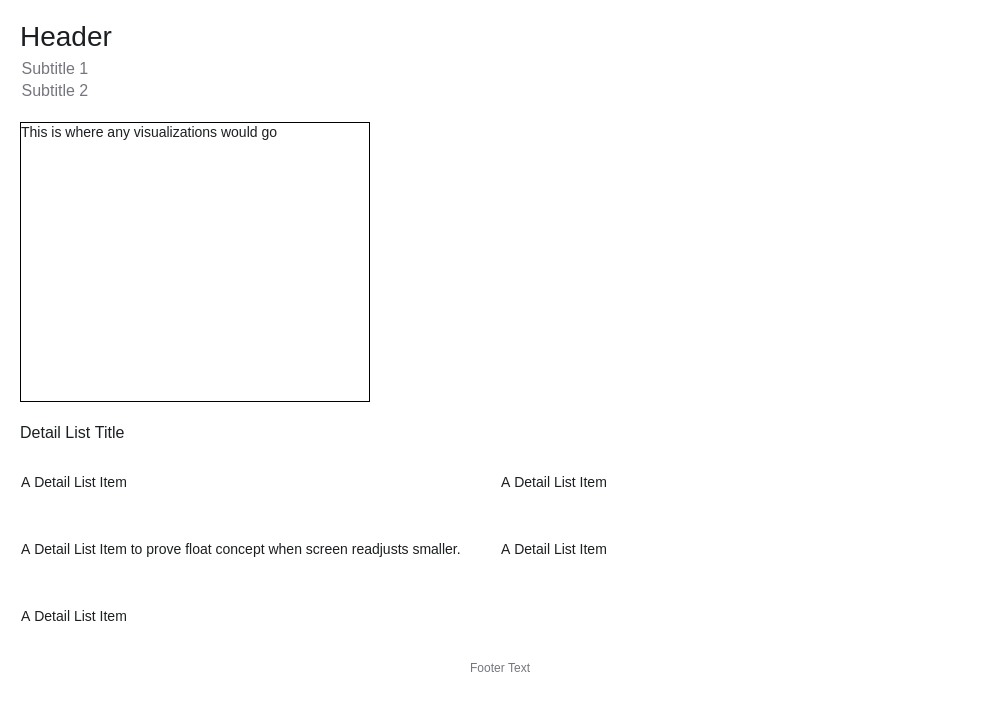 Header
Subtitle 1
Subtitle 2
This is where any visualizations would go
Detail List Title
A Detail List Item
A Detail List Item
A Detail List Item to prove float concept when screen readjusts smaller.
A Detail List Item
A Detail List Item
Footer Text